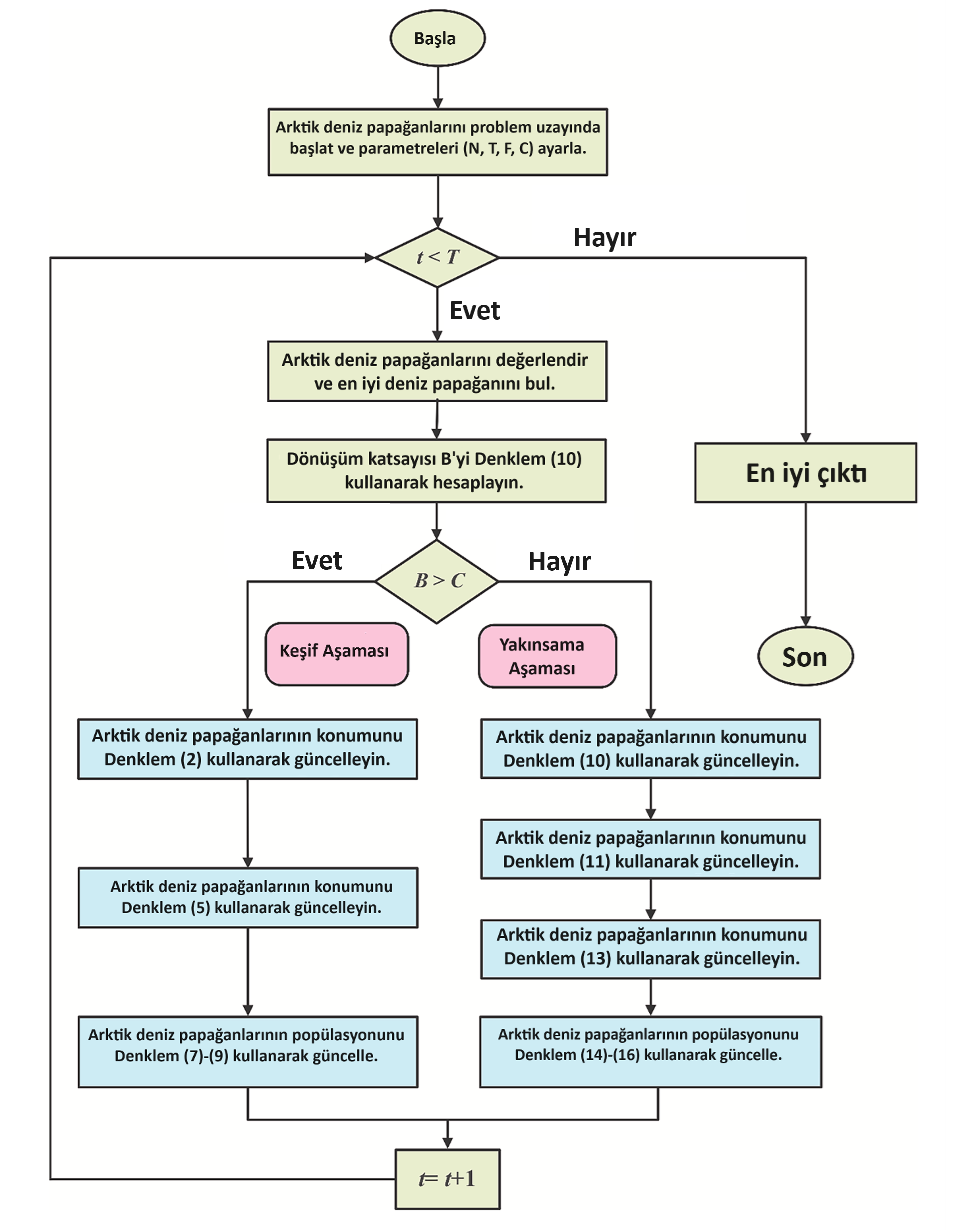 Başla
Arktik deniz papağanlarını problem uzayında
başlat ve parametreleri (N, T, F, C) ayarla.
t < T
Hayır
Evet
Arktik deniz papağanlarını değerlendir
ve en iyi deniz papağanını bul.
Dönüşüm katsayısı B'yi Denklem (10)
kullanarak hesaplayın.
En iyi çıktı
Evet
B > C
Hayır
Keşif Aşaması
Yakınsama
Aşaması
Son
Arktik deniz papağanlarının konumunu
Denklem (2) kullanarak güncelleyin.
Arktik deniz papağanlarının konumunu
Denklem (5) kullanarak güncelleyin.
Arktik deniz papağanlarının popülasyonunu
Denklem (7)-(9) kullanarak güncelle.
Arktik deniz papağanlarının konumunu
Denklem (10) kullanarak güncelleyin.
Arktik deniz papağanlarının konumunu
Denklem (11) kullanarak güncelleyin.
Arktik deniz papağanlarının konumunu
Denklem (13) kullanarak güncelleyin.
Arktik deniz papağanlarının popülasyonunu
Denklem (14)-(16) kullanarak güncelle.
t= t+1